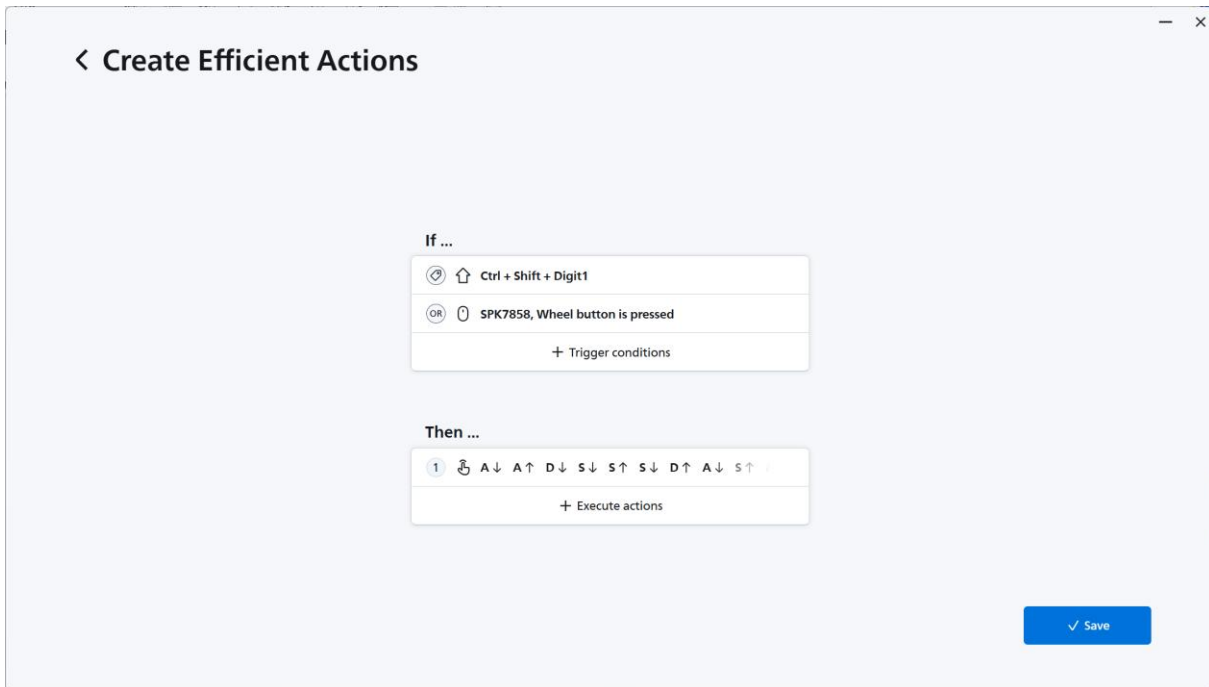 Create Efficient Actions
If ...
Ctrl + Shift + Digit1
OR SPK7858, Wheel button is pressed
+ Trigger conditions
Then ...
1 A↓ A↑ D↓ S↓ S↑ S↓ D↑ A↓ S↑
+ Execute actions
Save